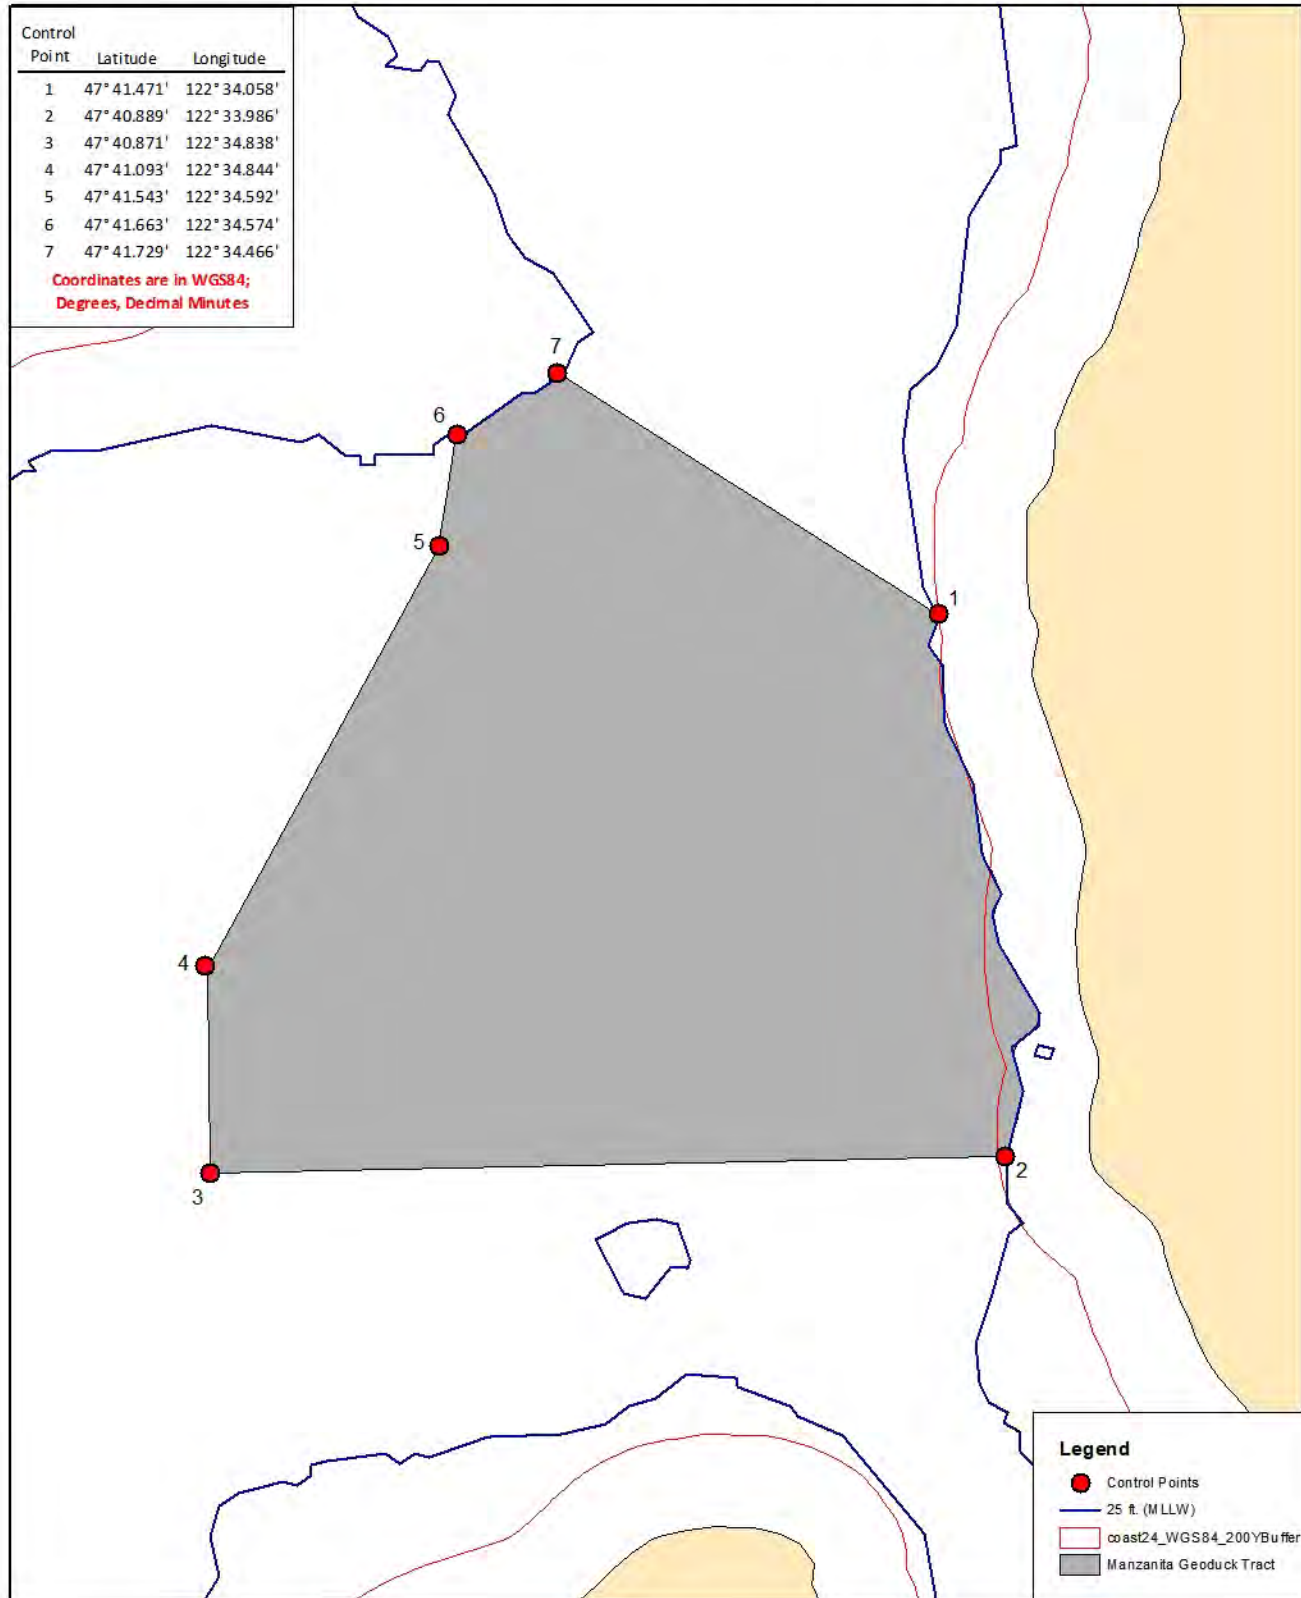 Control
Point Latitude Longitude
1 47° 41.471' 122° 34.058'
2 47° 40.889' 122° 33.986'
3 47° 40.871' 122° 34.838'
4 47° 41.093' 122° 34.844'
5 47° 41.543' 122° 34.592'
6 47° 41.663' 122° 34.574'
7 47° 41.729' 122° 34.466'
Coordinates are in WGS84;
Degrees, Decimal Minutes
7
6
5
1
4
2
3
Legend
Control Points
25 ft. (MLLW)
coast24_WGS84_200YBuffer
Manzanita Geoduck Tract